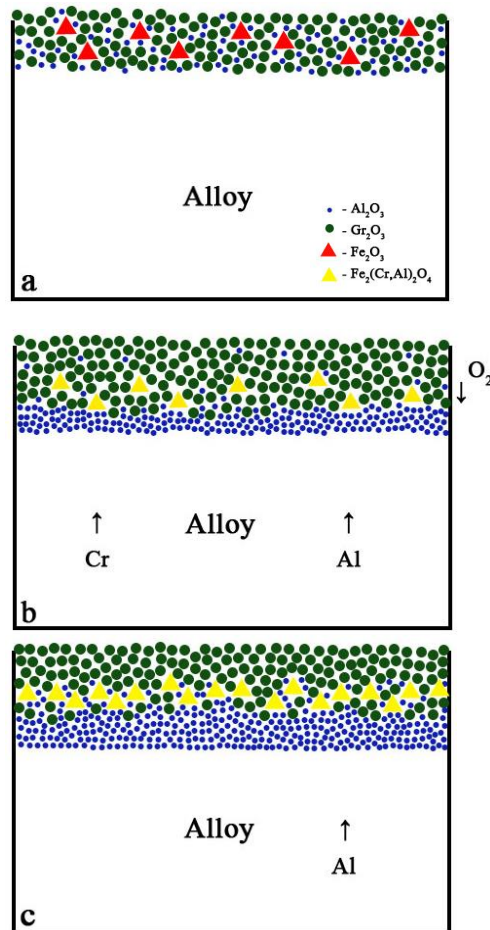 Alloy
- Al₂O₃
- Gr₂O₃
- Fe₂O₃
- Fe₂(Cr,Al)₂O₄
a
O₂
↓
↑ ↑
Alloy
Cr Al
b
Alloy
↑
Al
c